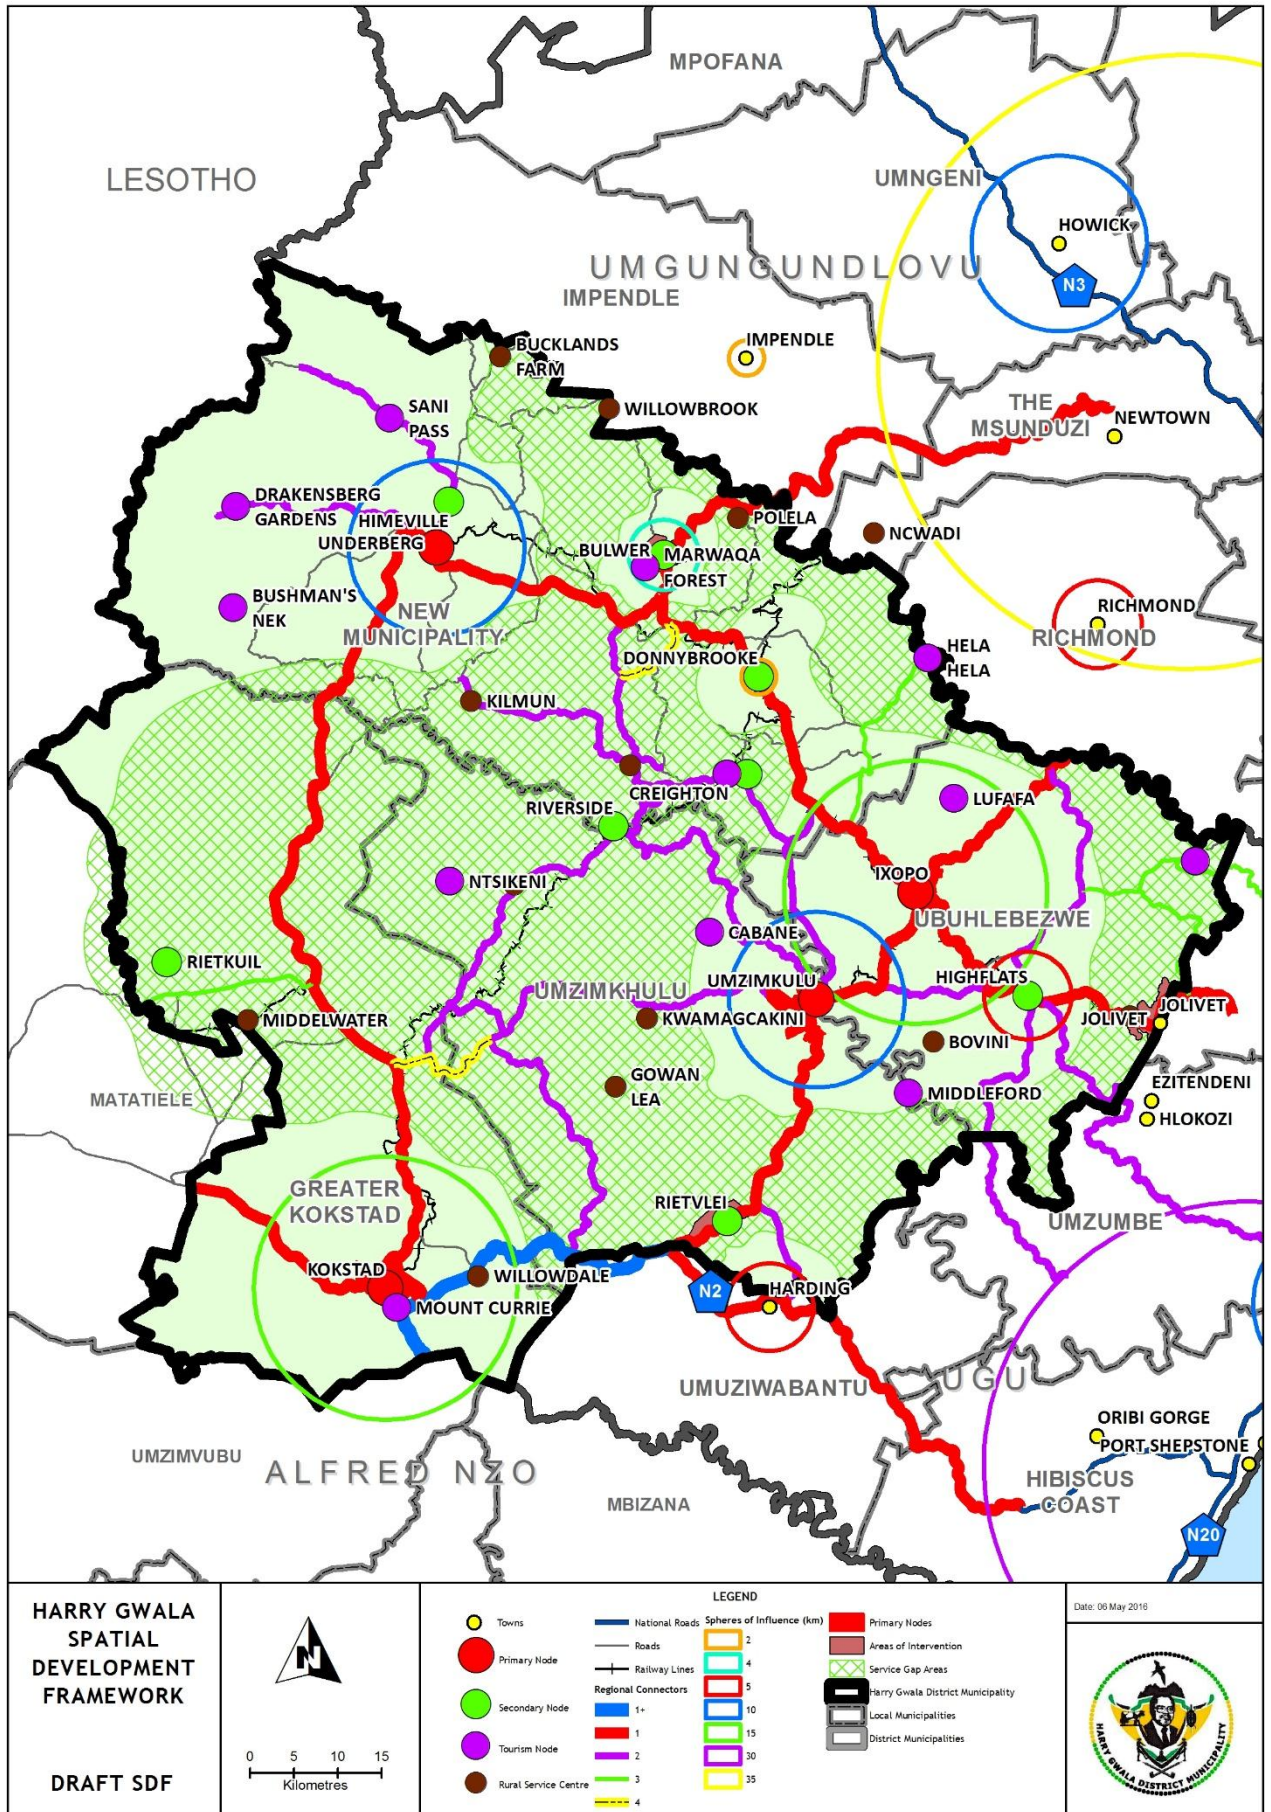 MPOFANA
LESOTHO
UMNGENI
HOWICK
UMGUNGUNDLOVU
N3
IMPENDLE
IMPENDLE
BUCKLANDS
FARM
SANI
PASS
WILLOWBROOK
THE
MSUNDUZI
NEWTOWN
DRAKENSBERG
GARDENS
HIMEVILLE
UNDERBERG
POLELA
NCWADI
BULWER
MARWAQA
FOREST
BUSHMAN'S
NEK
NEW
MUNICIPALITY
RICHMOND
RICHMOND
HELA
HELA
DONNYBROOKE
KILMUN
CREIGHTON
LUFAFA
RIVERSIDE
NTSIKENI
IXOPO
UBUHLEBEZWE
CABANE
RIETKUIL
UMZIMKHULU
UMZIMKULU
HIGHFLATS
MIDDELWATER
KWAMAGCAKINI
JOLIVET
JOLIVET
BOVINI
GOWAN
LEA
MATATIELE
MIDDLEFORD
EZITENDENI
HLOKOZI
GREATER
KOKSTAD
RIETVLEI
UMZUMBE
KOKSTAD
WILLOWDALE
MOUNT CURRIE
N2
HARDING
UMUZIWABANTU
UGU
ORIBI GORGE
PORT SHEPSTONE
UMZIMVUBU
ALFRED NZO
MBIZANA
HIBISCUS
COAST
N20
HARRY GWALA
SPATIAL
DEVELOPMENT
FRAMEWORK
DRAFT SDF
N
0 5 10 15
Kilometres
LEGEND
Towns
Primary Node
Secondary Node
Tourism Node
Rural Service Centre
National Roads
Roads
Railway Lines
Regional Connectors
1+
1
2
3
4
Spheres of Influence (km)
2
4
5
10
15
30
35
Primary Nodes
Areas of Intervention
Service Gap Areas
Harry Gwala District Municipality
Local Municipalities
District Municipalities
Date: 06 May 2016
HARRY GWALA DISTRICT MUNICIPALITY